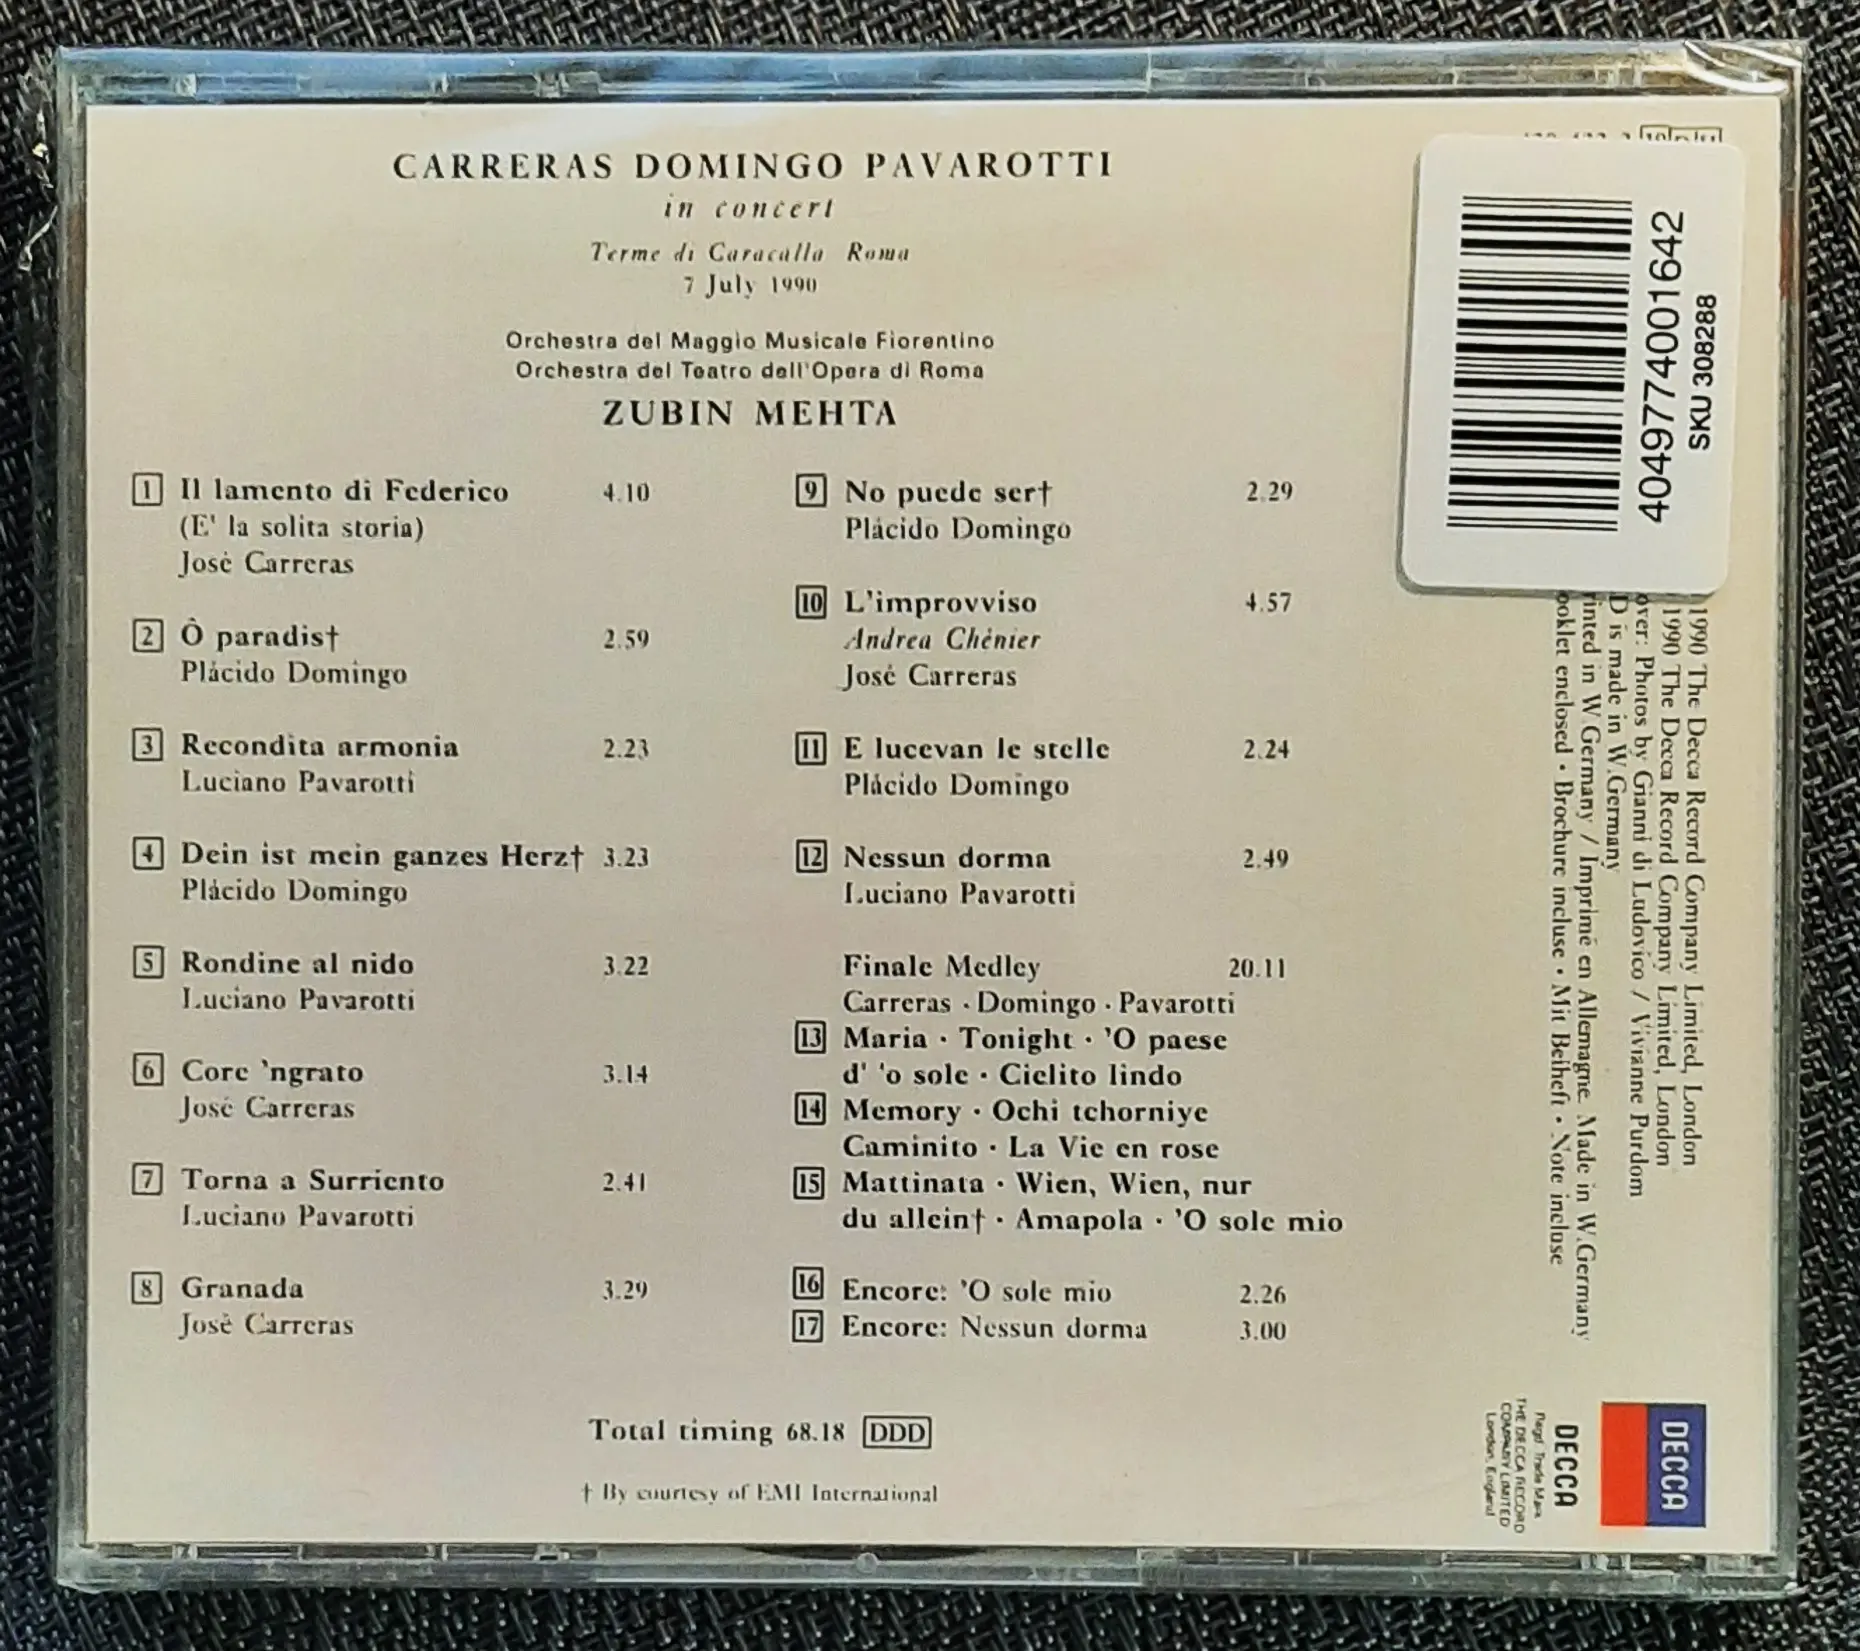 CARRERAS DOMINGO PAVAROTTI
in concert
Terme di Caracalla Roma
7 July 1990
Orchestra del Maggio Musicale Fiorentino
Orchestra del Teatro dell'Opera di Roma
ZUBIN MEHTA
1 Il lamento di Federico 4.10
(E' la solita storia)
José Carreras
2 Ô paradis† 2.59
Plácido Domingo
3 Recondita armonia 2.23
Luciano Pavarotti
4 Dein ist mein ganzes Herz† 3.23
Plácido Domingo
5 Rondine al nido 3.22
Luciano Pavarotti
6 Core 'ngrato 3.14
José Carreras
7 Torna a Surriento 2.41
Luciano Pavarotti
8 Granada 3.29
José Carreras
9 No puede ser† 2.29
Plácido Domingo
10 L'improvviso 4.57
Andrea Chénier
José Carreras
11 E lucevan le stelle 2.24
Plácido Domingo
12 Nessun dorma 2.49
Luciano Pavarotti
Finale Medley 20.11
Carreras · Domingo · Pavarotti
13 Maria · Tonight · 'O paese
d' 'o sole · Cielito lindo
14 Memory · Ochi tchorniye
Caminito · La Vie en rose
15 Mattinata · Wien, Wien, nur
du allein† · Amapola · 'O sole mio
16 Encore: 'O sole mio 2.26
17 Encore: Nessun dorma 3.00
Total timing 68.18 DDD
† By courtesy of EMI International
4049774001642
SKU 308288
1990 The Decca Record Company Limited, London
1990 The Decca Record Company Limited, London
over: Photos by Gianni di Ludovico / Vivianne Purdom
D is made in W.Germany
rinted in W.Germany / Imprimé en Allemagne. Made in W.Germany
ooklet enclosed • Brochure incluse • Mit Beiheft • Note incluse
DECCA
DECCA
Regd. Trade Mark
THE DECCA RECORD
COMPANY LIMITED
London, England